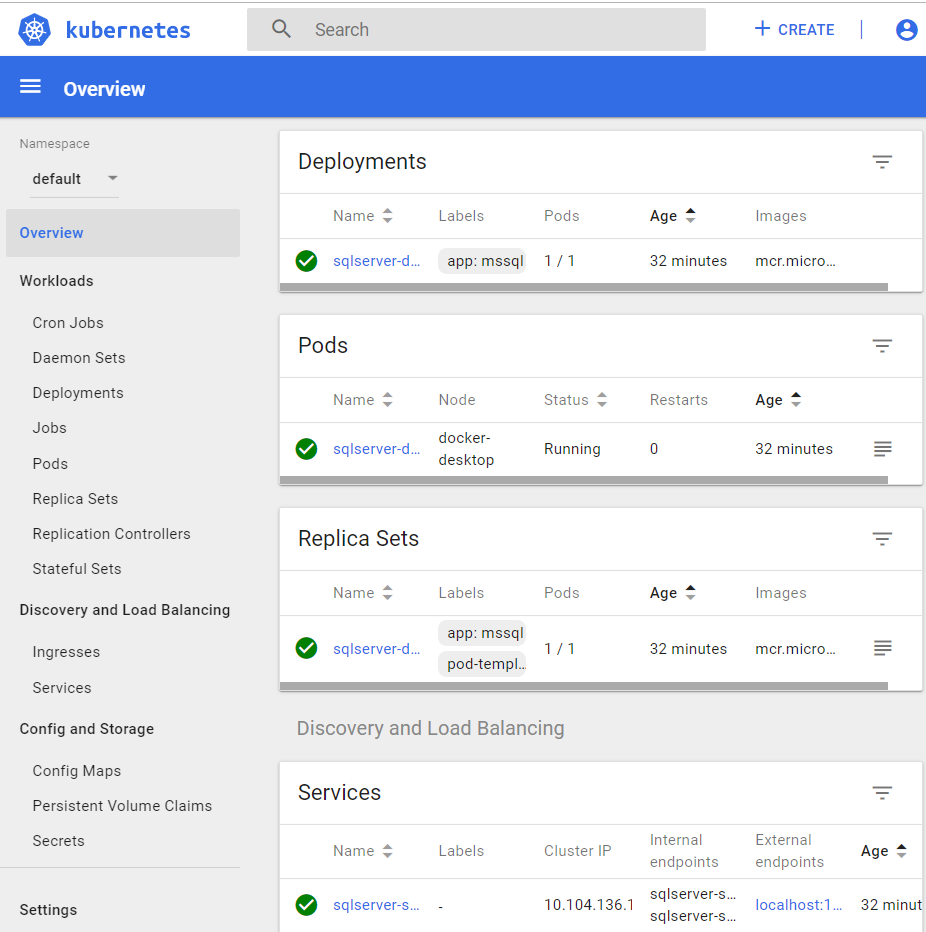 kubernetes
Search
+ CREATE
Overview
Namespace
default
Overview
Workloads
Cron Jobs
Daemon Sets
Deployments
Jobs
Pods
Replica Sets
Replication Controllers
Stateful Sets
Discovery and Load Balancing
Ingresses
Services
Config and Storage
Config Maps
Persistent Volume Claims
Secrets
Settings
Deployments
Name Labels Pods Age Images
sqlserver-d... app: mssql 1 / 1 32 minutes mcr.micro...
Pods
Name Node Status Restarts Age
sqlserver-d... docker-desktop Running 0 32 minutes
Replica Sets
Name Labels Pods Age Images
sqlserver-d... app: mssql 1 / 1 32 minutes mcr.micro...
pod-templ...
Discovery and Load Balancing
Services
Name Labels Cluster IP Internal endpoints External endpoints Age
sqlserver-s... - 10.104.136.1 sqlserver-s... localhost:1... 32 minut
sqlserver-s...